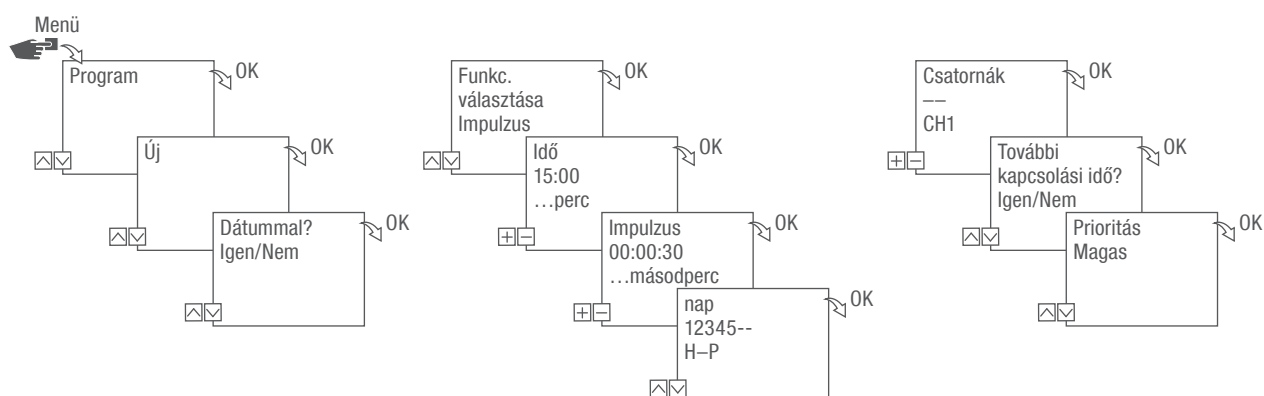 Menü
Program
OK
Új
OK
Dátummal?
Igen/Nem
OK
Funkc.
választása
Impulzus
OK
Idő
15:00
…perc
OK
Impulzus
00:00:30
…másodperc
OK
nap
12345--
H–P
OK
Csatornák
––
CH1
OK
További
kapcsolási idő?
Igen/Nem
OK
Prioritás
Magas
OK